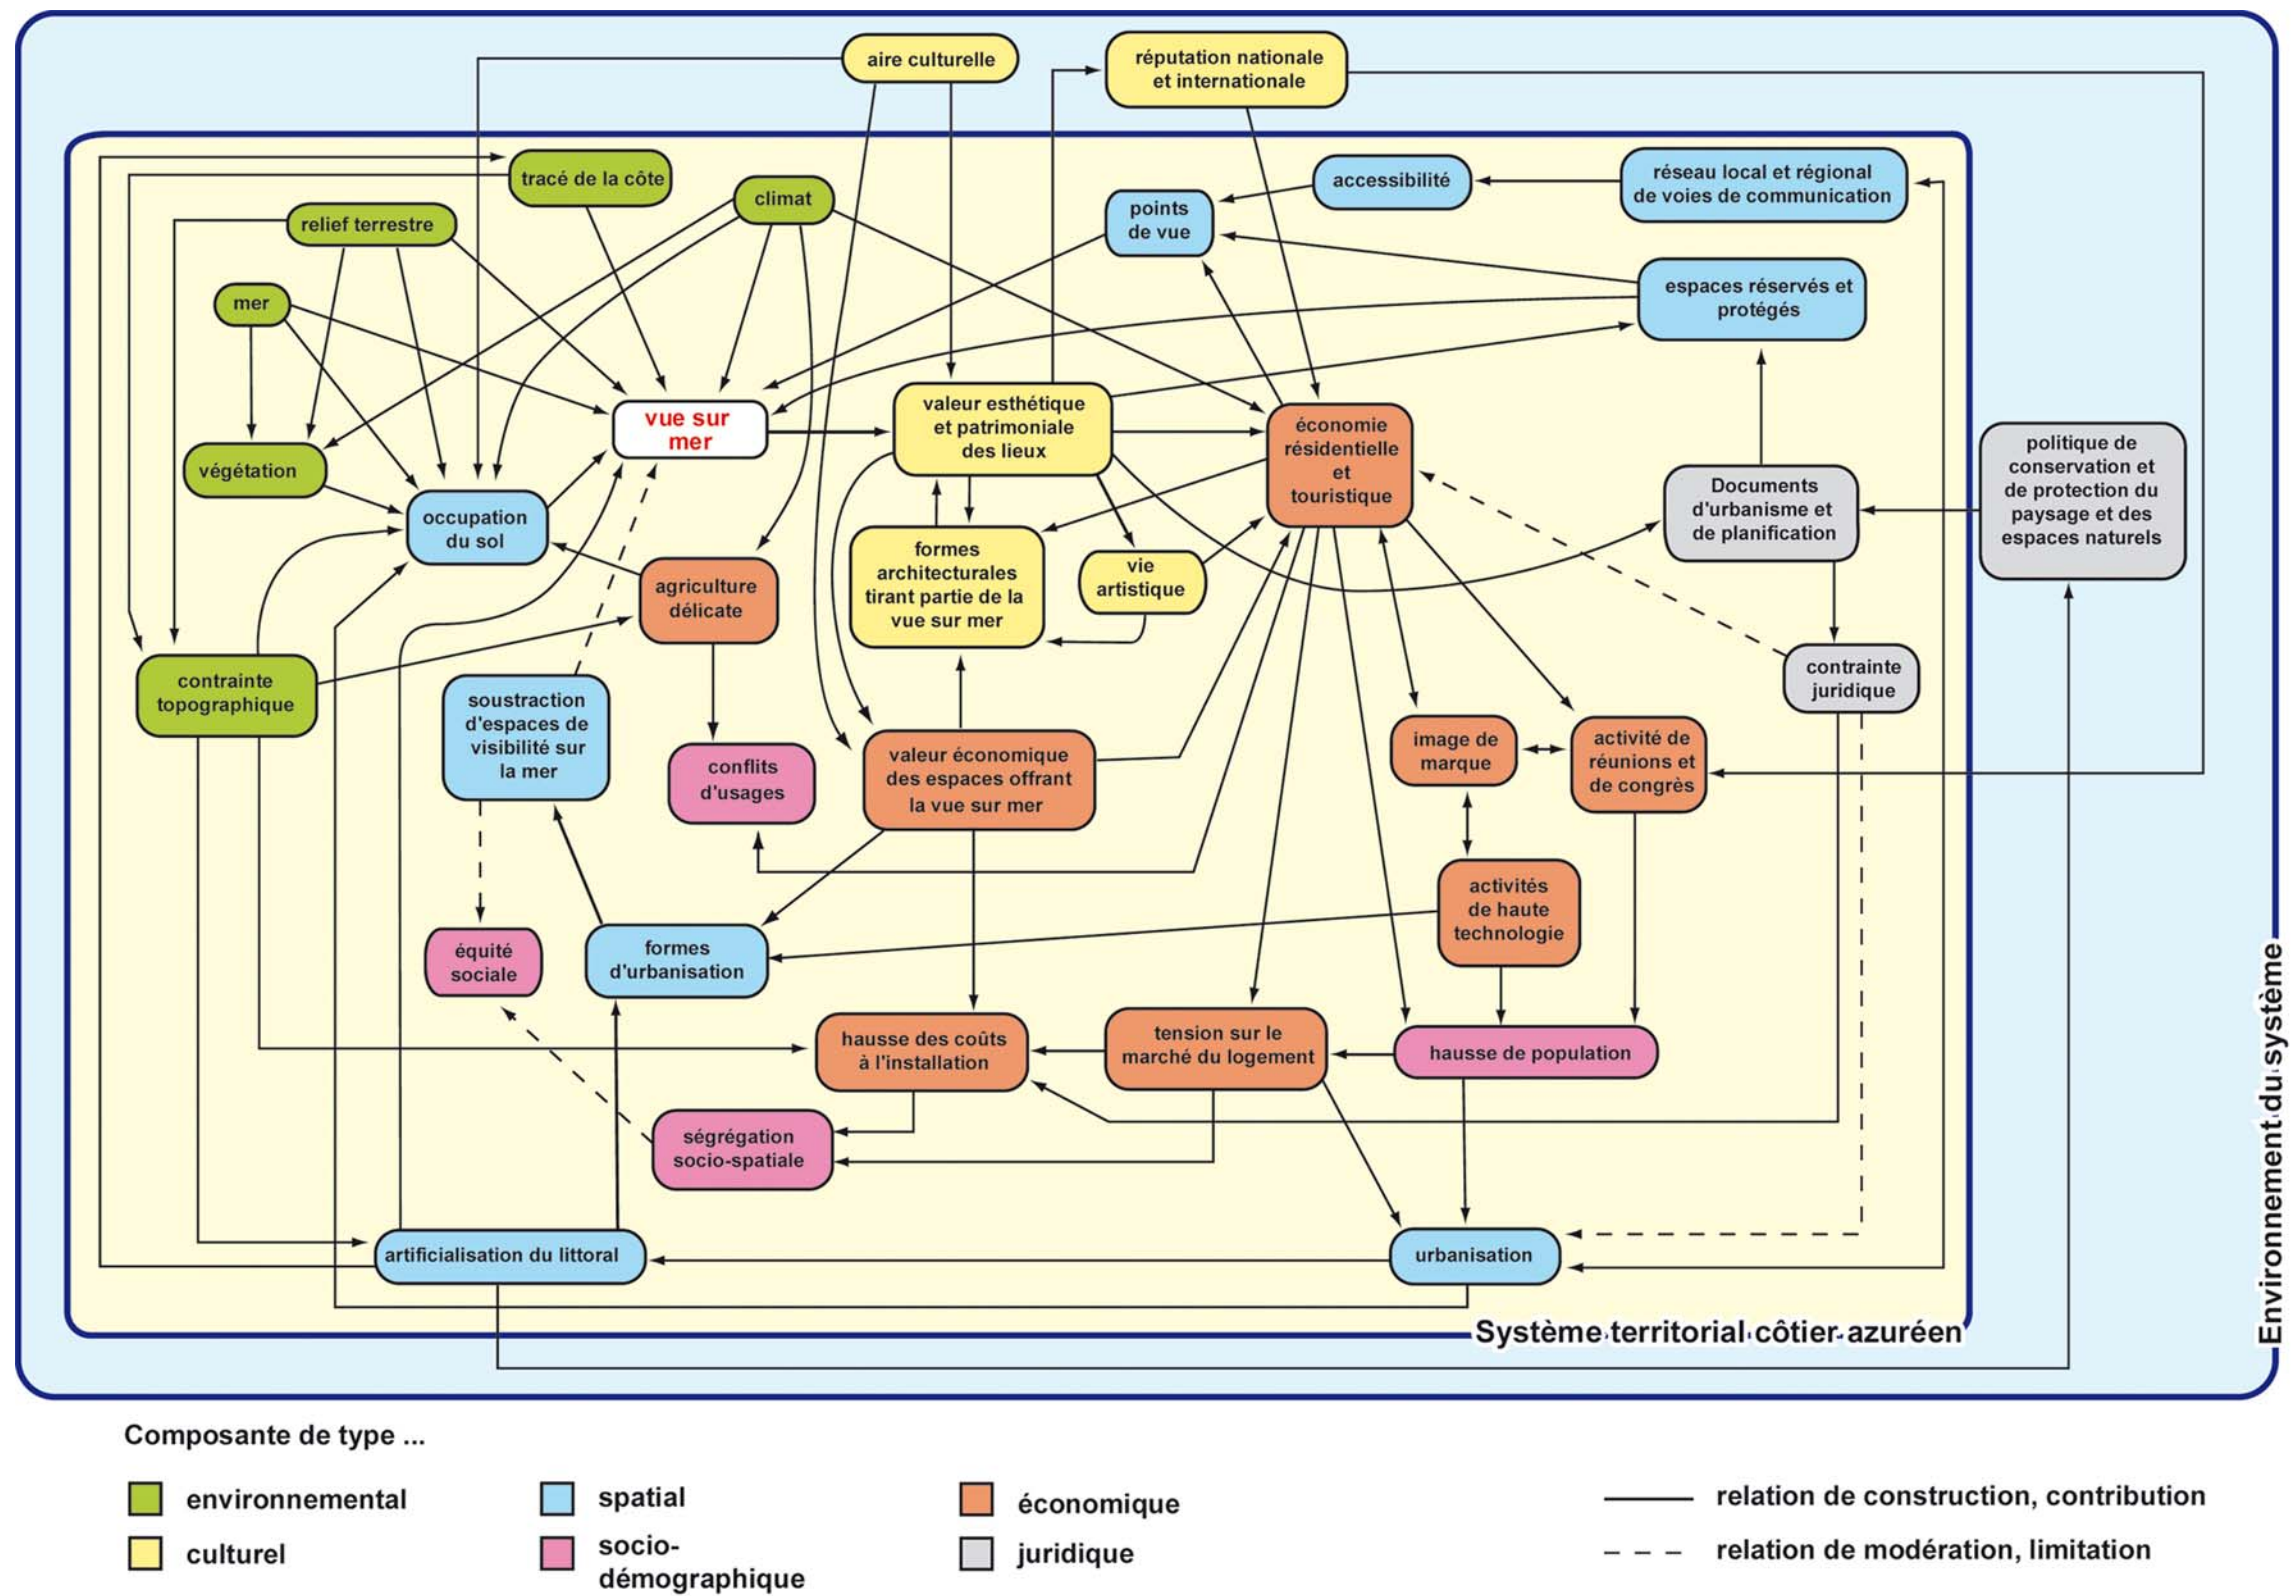 aire culturelle
réputation nationale
et internationale
tracé de la côte
climat
accessibilité
réseau local et régional
de voies de communication
relief terrestre
points
de vue
mer
espaces réservés et
protégés
vue sur
mer
valeur esthétique
et patrimoniale
des lieux
économie
résidentielle
et
touristique
politique de
conservation et
de protection du
paysage et des
espaces naturels
végétation
occupation
du sol
Documents
d'urbanisme et
de planification
formes
architecturales
tirant partie de la
vue sur mer
vie
artistique
agriculture
délicate
contrainte
topographique
contrainte
juridique
soustraction
d'espaces de
visibilité sur
la mer
conflits
d'usages
valeur économique
des espaces offrant
la vue sur mer
image de
marque
activité de
réunions et
de congrès
activités
de haute
technologie
équité
sociale
formes
d'urbanisation
hausse des coûts
à l'installation
tension sur le
marché du logement
hausse de population
ségrégation
socio-spatiale
artificialisation du littoral
urbanisation
Système territorial côtier azuréen
Environnement du système
Composante de type ...
environnemental
spatial
économique
relation de construction, contribution
culturel
socio-
démographique
juridique
relation de modération, limitation